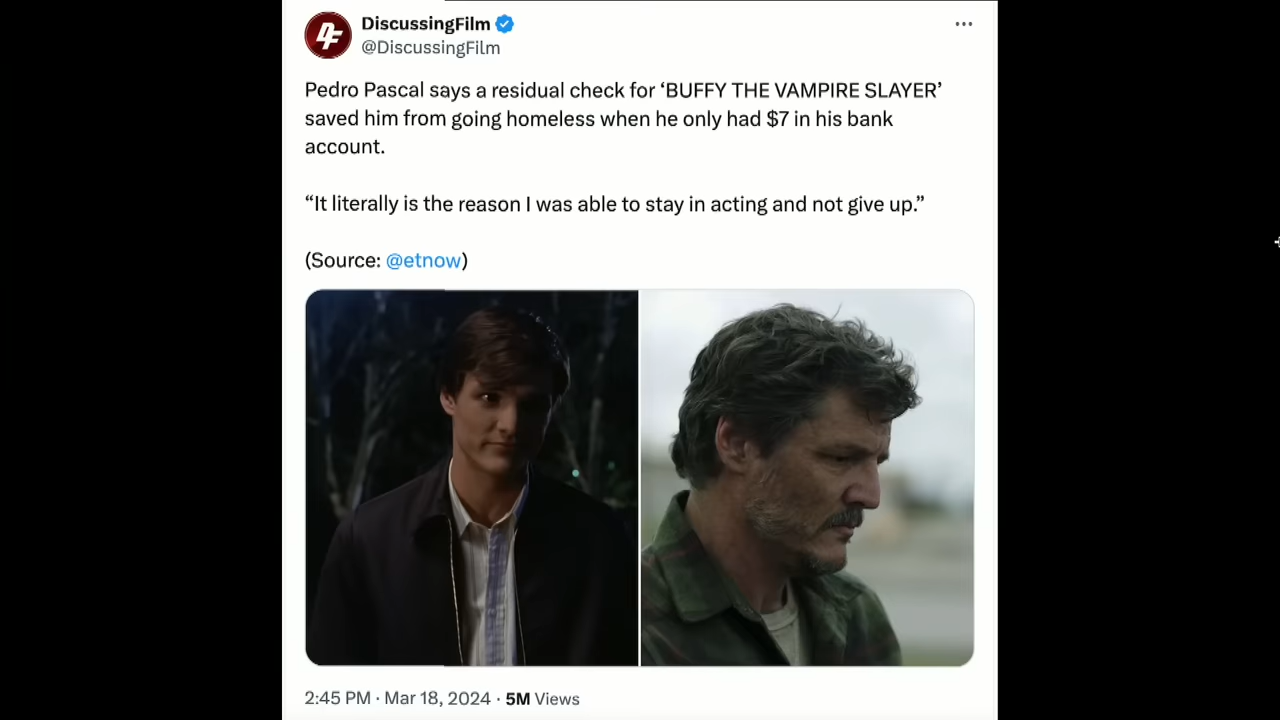 DiscussingFilm
@DiscussingFilm
Pedro Pascal says a residual check for ‘BUFFY THE VAMPIRE SLAYER’
saved him from going homeless when he only had $7 in his bank
account.
“It literally is the reason I was able to stay in acting and not give up.”
(Source: @etnow)
2:45 PM · Mar 18, 2024 · 5M Views